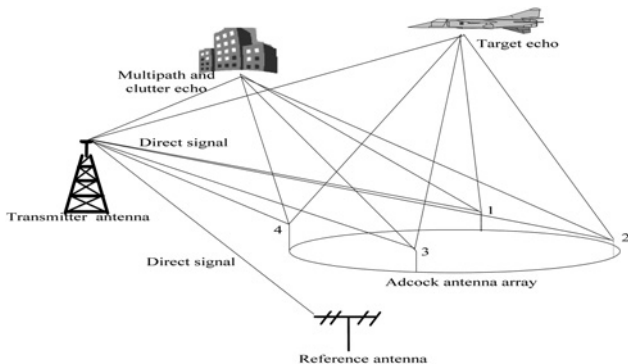 Target echo
Multipath and
clutter echo
Direct signal
Transmitter antenna
1
2
4
3
Direct signal
Adcock antenna array
Reference antenna